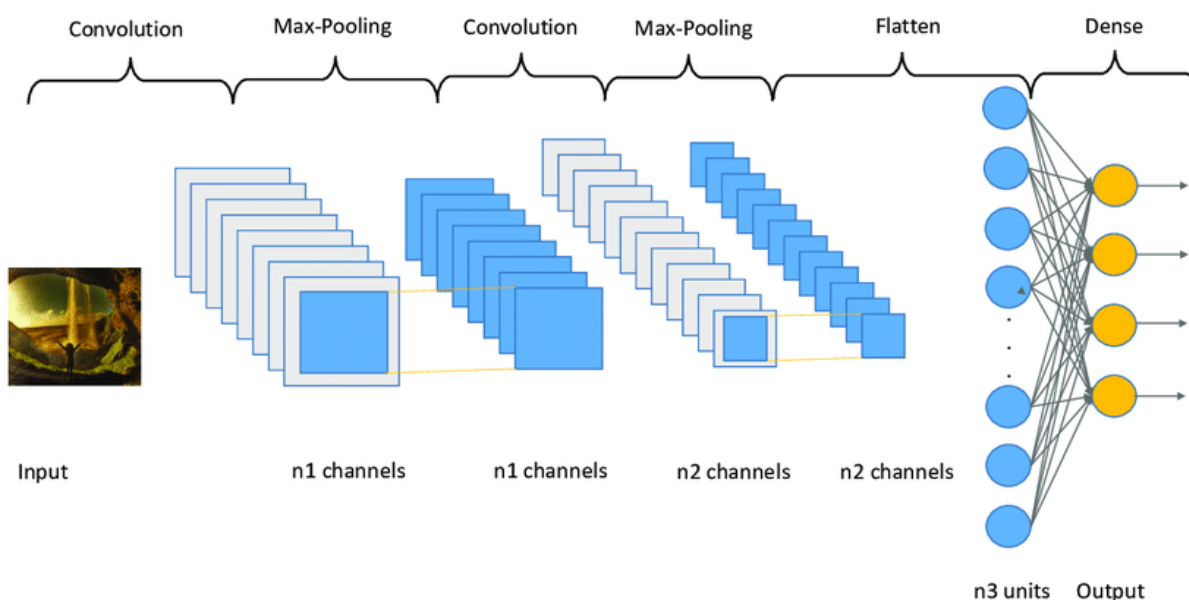 Convolution
Max-Pooling
Convolution
Max-Pooling
Flatten
Dense
Input
n1 channels
n1 channels
n2 channels
n2 channels
n3 units
Output